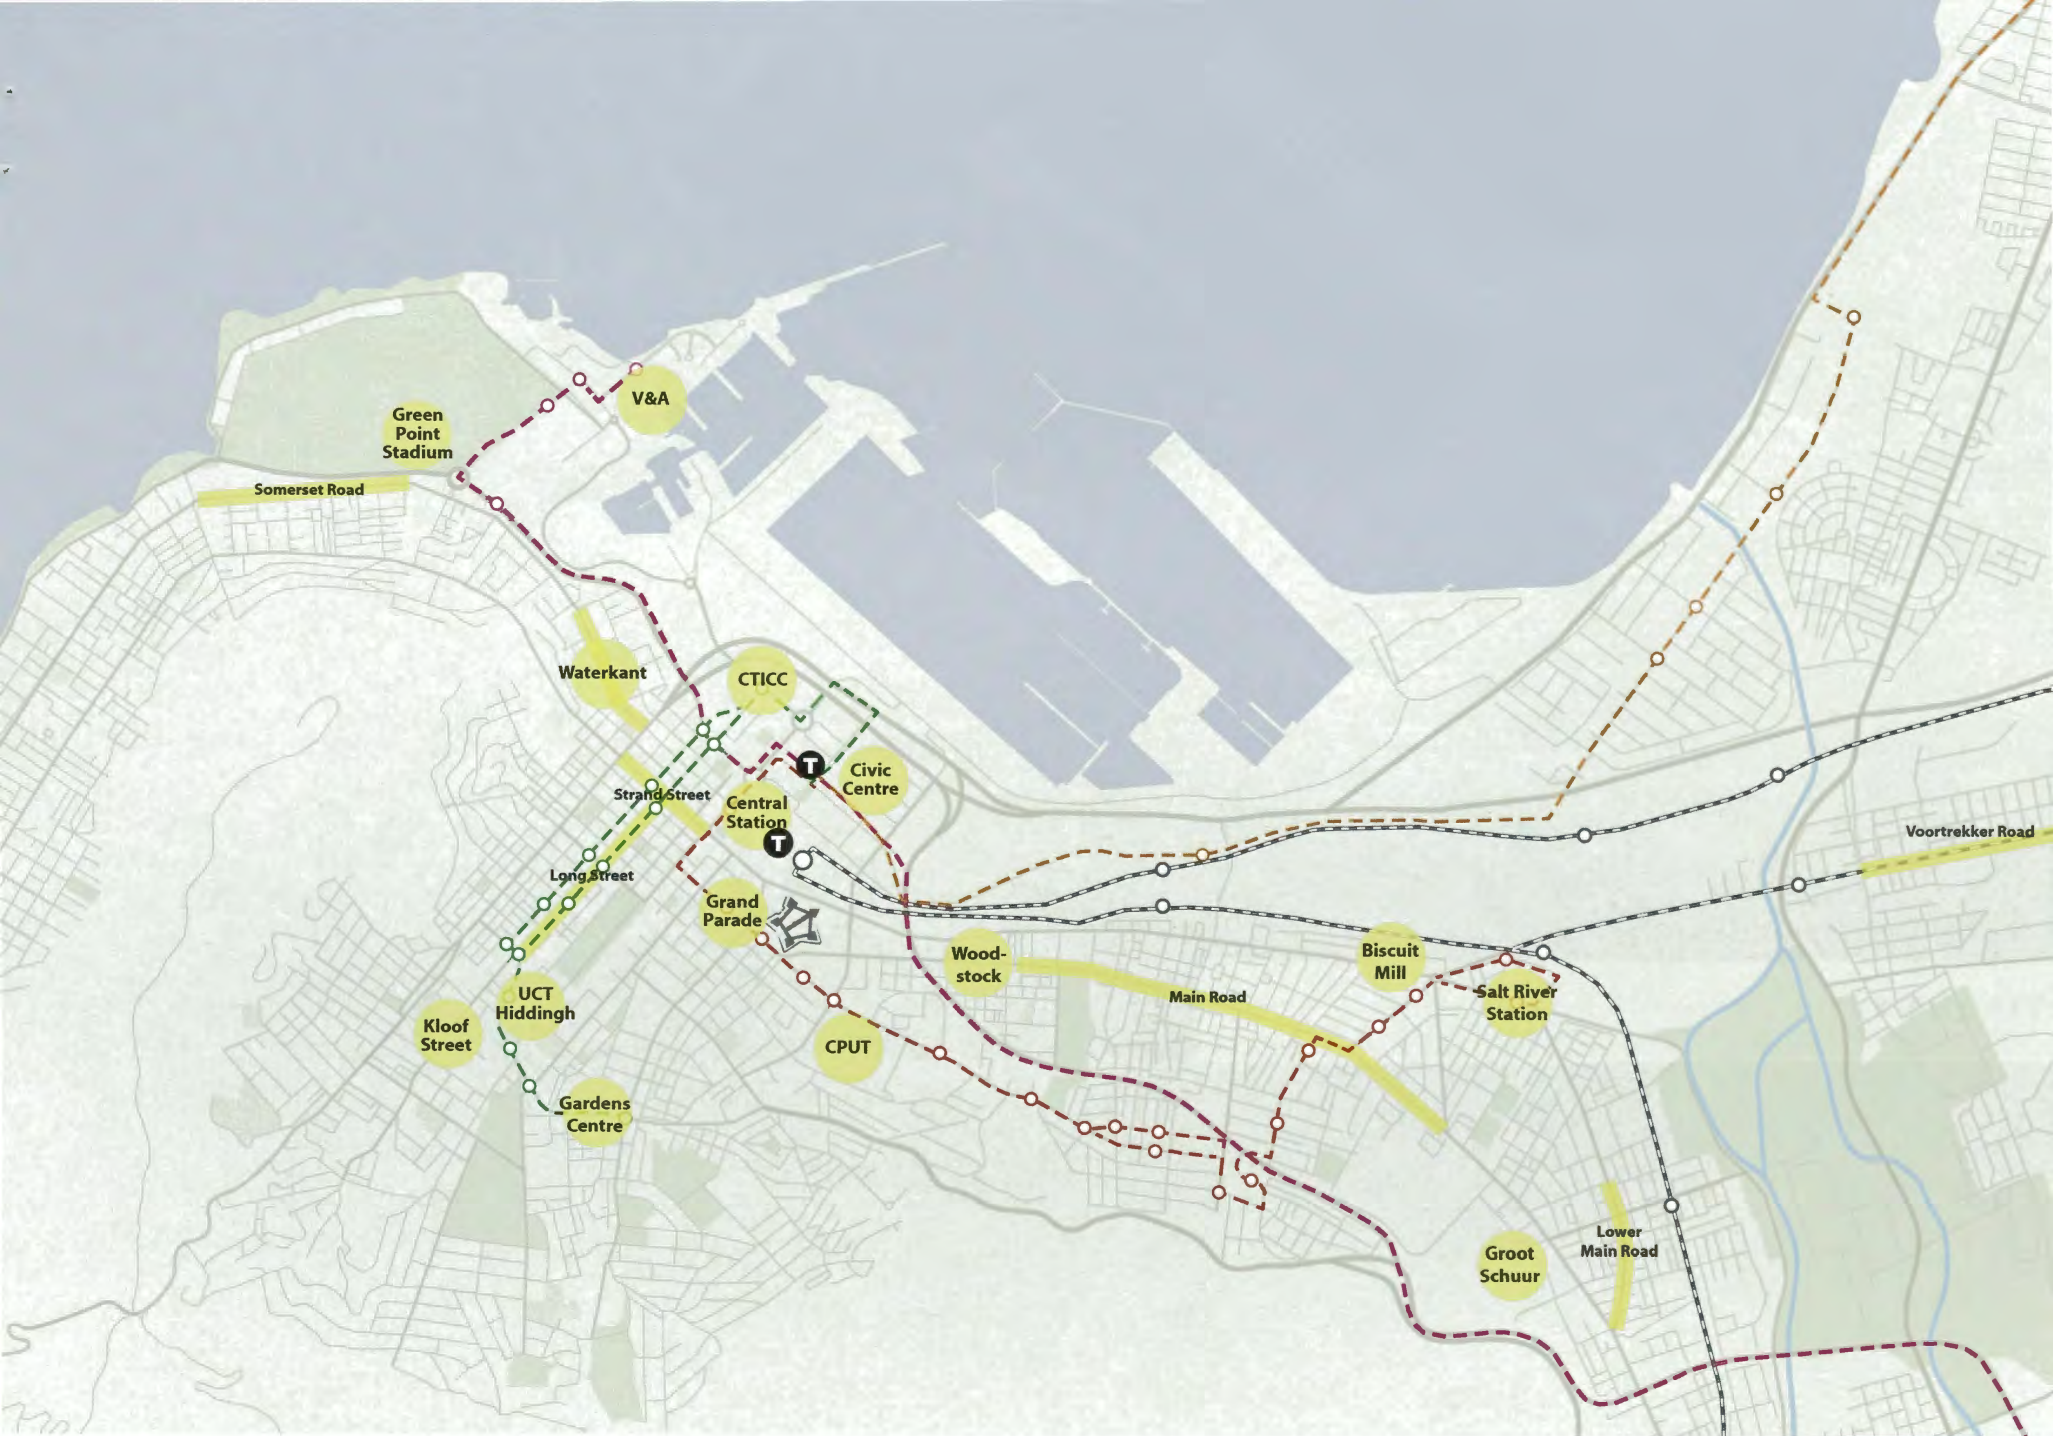 V&A
Green
Point
Stadium
Somerset Road
Waterkant
CTICC
T
Civic
Centre
Strand Street
Central
Station
T
Voortrekker Road
Long Street
Grand
Parade
Wood-
stock
Biscuit
Mill
Main Road
Salt River
Station
UCT
Hiddingh
Kloof
Street
CPUT
Gardens
Centre
Lower
Main Road
Groot
Schuur